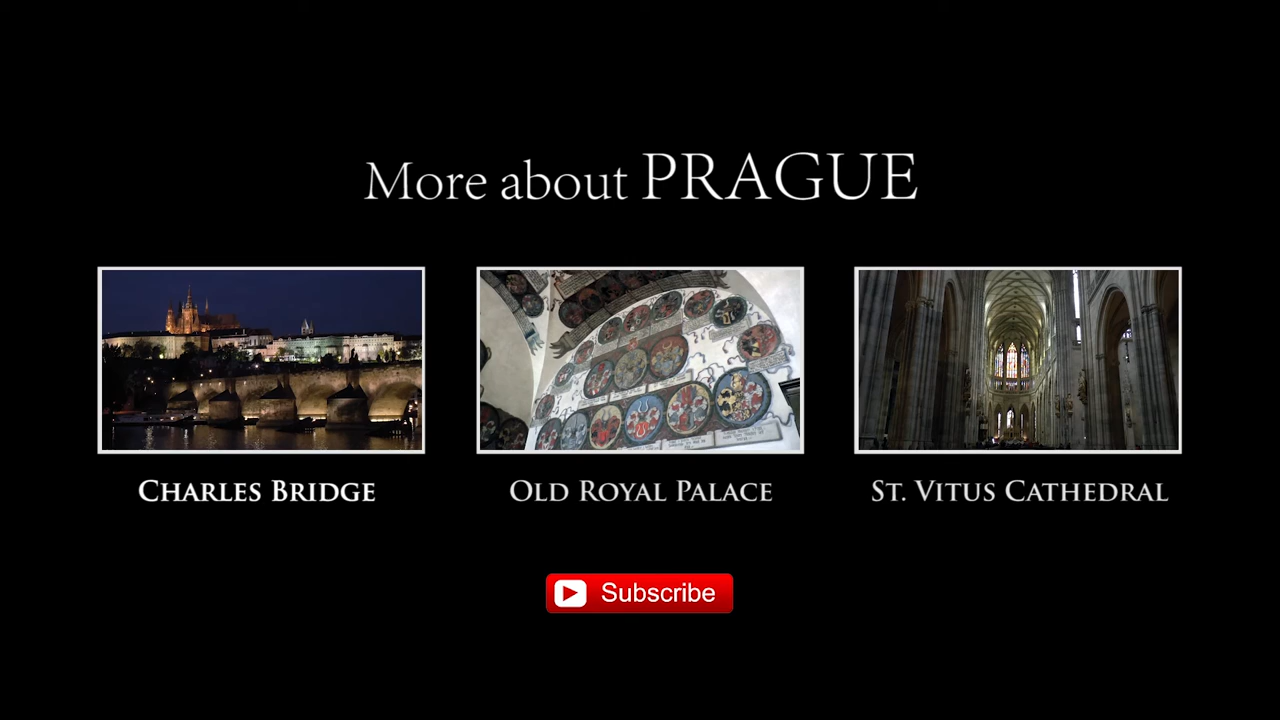 More about PRAGUE
CHARLES BRIDGE
OLD ROYAL PALACE
ST. VITUS CATHEDRAL
Subscribe